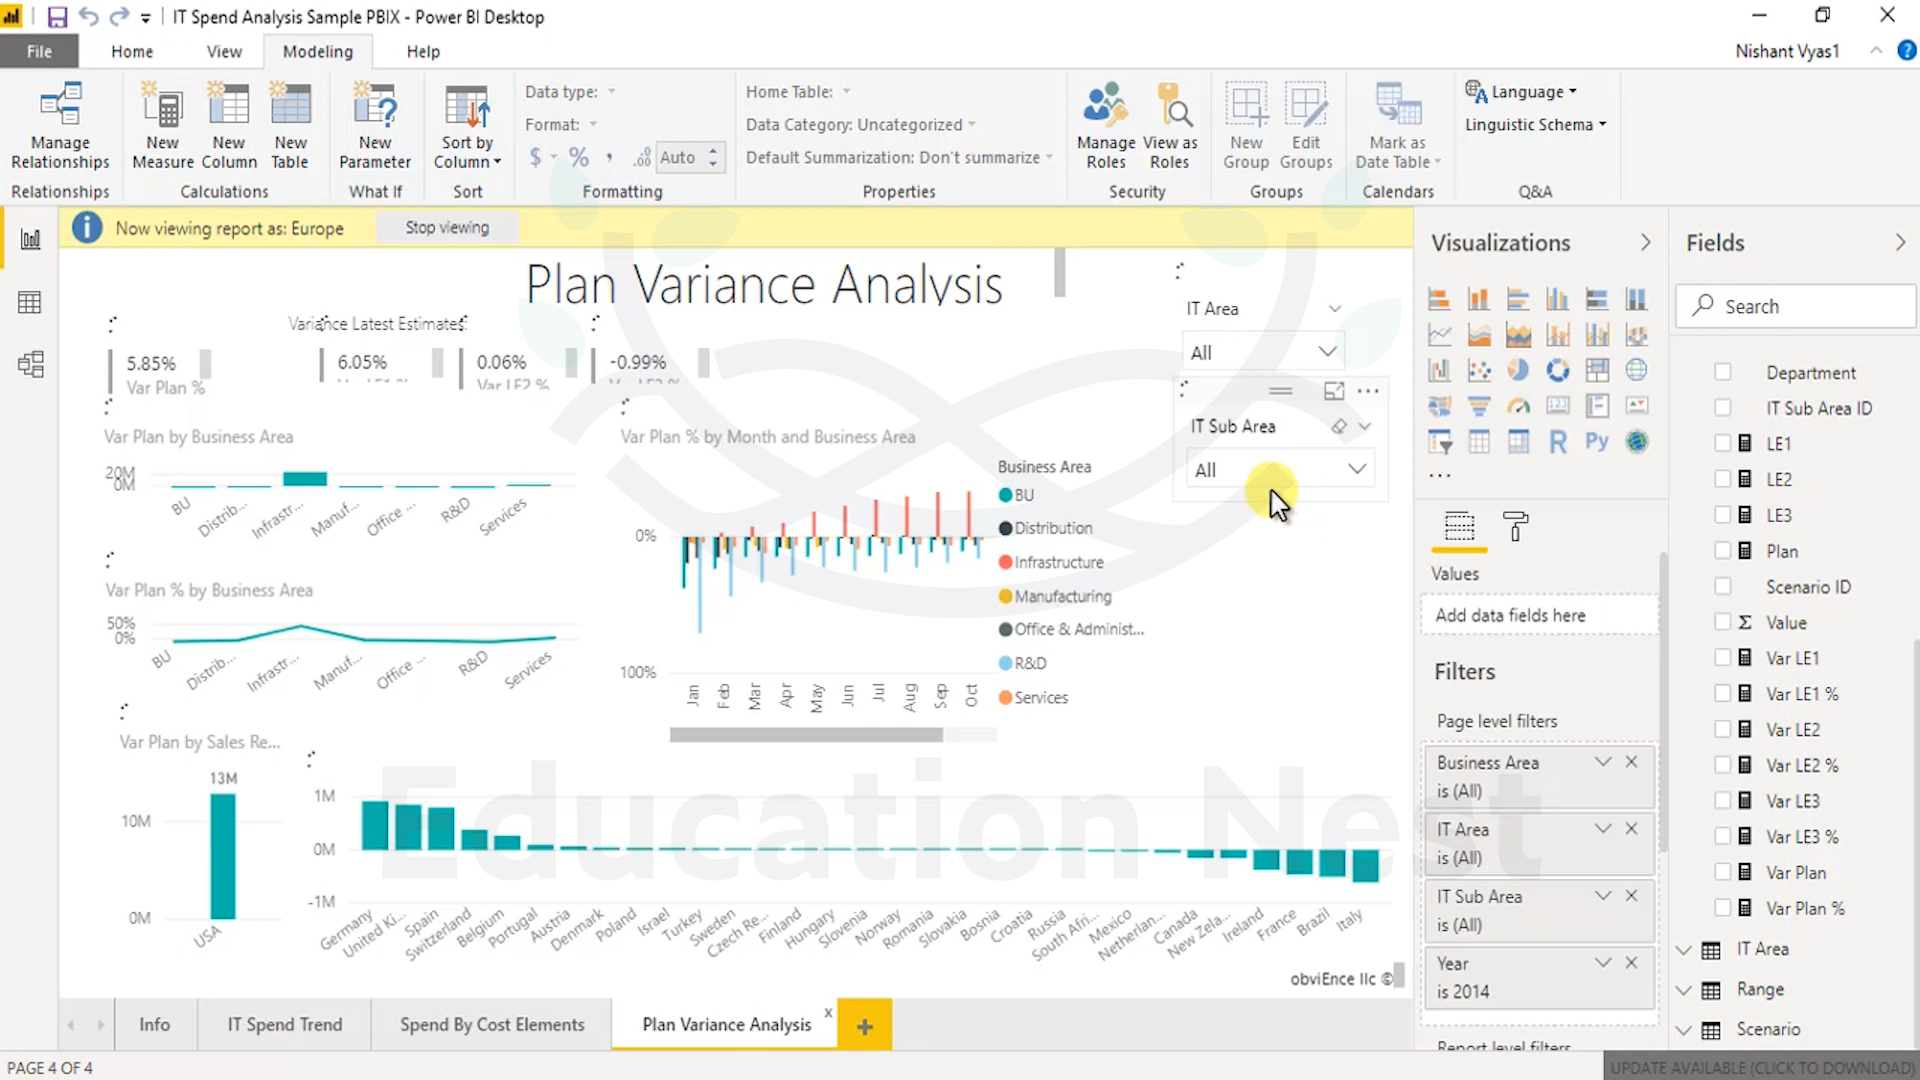 IT Spend Analysis Sample PBIX - Power BI Desktop
File
Home
View
Modeling
Help
Nishant Vyas1
Manage Relationships
Relationships
New Measure
New Column
New Table
Calculations
New Parameter
What If
Sort by Column
Sort
Data type:
Format:
$ % , .00 Auto
Formatting
Home Table:
Data Category: Uncategorized
Default Summarization: Don't summarize
Properties
Manage Roles
View as Roles
Security
New Group
Edit Groups
Groups
Mark as Date Table
Calendars
Language
Linguistic Schema
Q&A
Now viewing report as: Europe
Stop viewing
Plan Variance Analysis
Variance Latest Estimates
5.85%
Var Plan %
6.05%
0.06%
Var LE2 %
-0.99%
IT Area
All
IT Sub Area
All
Var Plan by Business Area
20M
0M
BU
Distrib...
Infrastr...
Manuf...
Office ...
R&D
Services
Var Plan % by Business Area
50%
0%
BU
Distrib...
Infrastr...
Manuf...
Office ...
R&D
Services
Var Plan % by Month and Business Area
0%
100%
Jan
Feb
Mar
Apr
May
Jun
Jul
Aug
Sep
Oct
Business Area
BU
Distribution
Infrastructure
Manufacturing
Office & Administ...
R&D
Services
Var Plan by Sales Re...
13M
10M
0M
USA
1M
0M
-1M
Germany
United Ki...
Spain
Switzerland
Belgium
Portugal
Austria
Denmark
Poland
Israel
Turkey
Sweden
Czech Re...
Finland
Hungary
Slovenia
Norway
Romania
Slovakia
Bosnia
Croatia
Russia
South Afri...
Mexico
Netherlan...
Canada
New Zela...
Ireland
France
Brazil
Italy
obviEnce llc ©
Education Nest
Info
IT Spend Trend
Spend By Cost Elements
Plan Variance Analysis
x
+
PAGE 4 OF 4
UPDATE AVAILABLE (CLICK TO DOWNLOAD)
Visualizations
R
Py
...
Values
Add data fields here
Filters
Page level filters
Business Area
is (All)
IT Area
is (All)
IT Sub Area
is (All)
Year
is 2014
Report level filters
Fields
Search
Department
IT Sub Area ID
LE1
LE2
LE3
Plan
Scenario ID
Σ Value
Var LE1
Var LE1 %
Var LE2
Var LE2 %
Var LE3
Var LE3 %
Var Plan
Var Plan %
IT Area
Range
Scenario